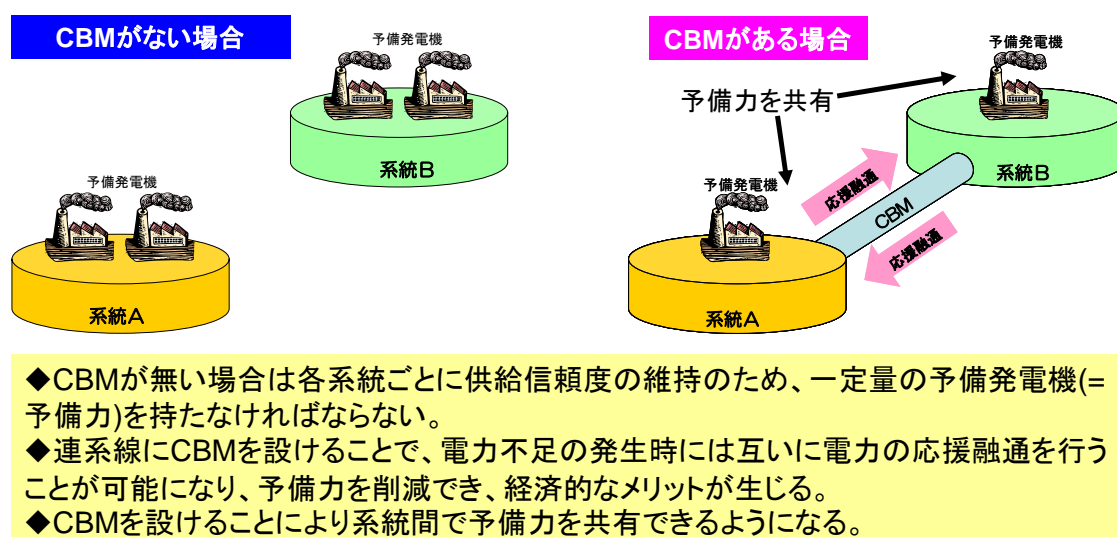 CBMがない場合
予備発電機
系統B
予備発電機
系統A
CBMがある場合
予備発電機
予備力を共有
系統B
予備発電機
応援融通
CBM
応援融通
系統A
◆CBMが無い場合は各系統ごとに供給信頼度の維持のため、一定量の予備発電機(=
予備力)を持たなければならない。
◆連系線にCBMを設けることで、電力不足の発生時には互いに電力の応援融通を行う
ことが可能になり、予備力を削減でき、経済的なメリットが生じる。
◆CBMを設けることにより系統間で予備力を共有できるようになる。